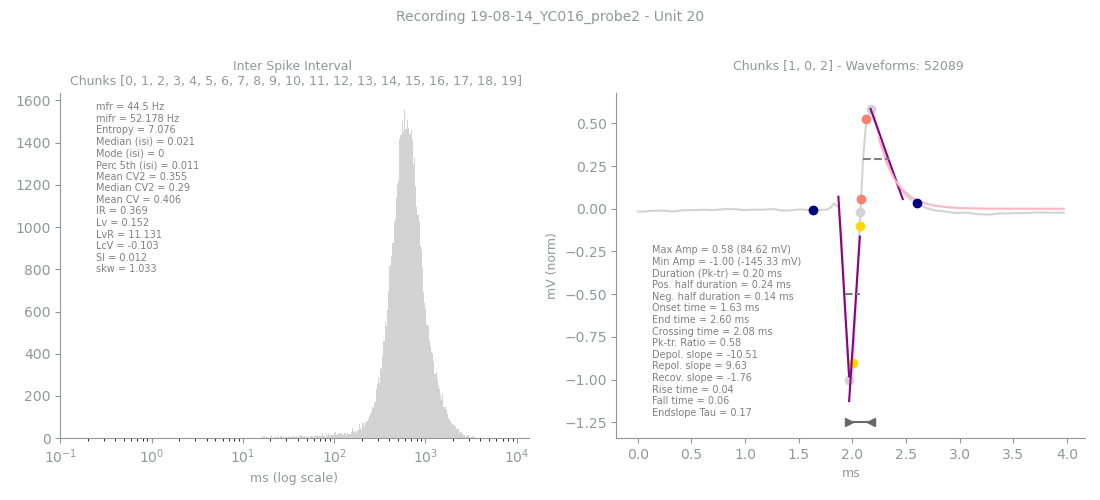 Recording 19-08-14_YC016_probe2 - Unit 20
Inter Spike Interval
Chunks [0, 1, 2, 3, 4, 5, 6, 7, 8, 9, 10, 11, 12, 13, 14, 15, 16, 17, 18, 19]
1600
1400
1200
1000
800
600
400
200
0
mfr = 44.5 Hz
mifr = 52.178 Hz
Entropy = 7.076
Median (isi) = 0.021
Mode (isi) = 0
Perc 5th (isi) = 0.011
Mean CV2 = 0.355
Median CV2 = 0.29
Mean CV = 0.406
IR = 0.369
Lv = 0.152
LvR = 11.131
LcV = -0.103
SI = 0.012
skw = 1.033
10⁻¹ 10⁰ 10¹ 10² 10³ 10⁴
ms (log scale)
Chunks [1, 0, 2] - Waveforms: 52089
mV (norm)
0.50
0.25
0.00
−0.25
−0.50
−0.75
−1.00
−1.25
Max Amp = 0.58 (84.62 mV)
Min Amp = -1.00 (-145.33 mV)
Duration (Pk-tr) = 0.20 ms
Pos. half duration = 0.24 ms
Neg. half duration = 0.14 ms
Onset time = 1.63 ms
End time = 2.60 ms
Crossing time = 2.08 ms
Pk-tr. Ratio = 0.58
Depol. slope = -10.51
Repol. slope = 9.63
Recov. slope = -1.76
Rise time = 0.04
Fall time = 0.06
Endslope Tau = 0.17
0.0 0.5 1.0 1.5 2.0 2.5 3.0 3.5 4.0
ms